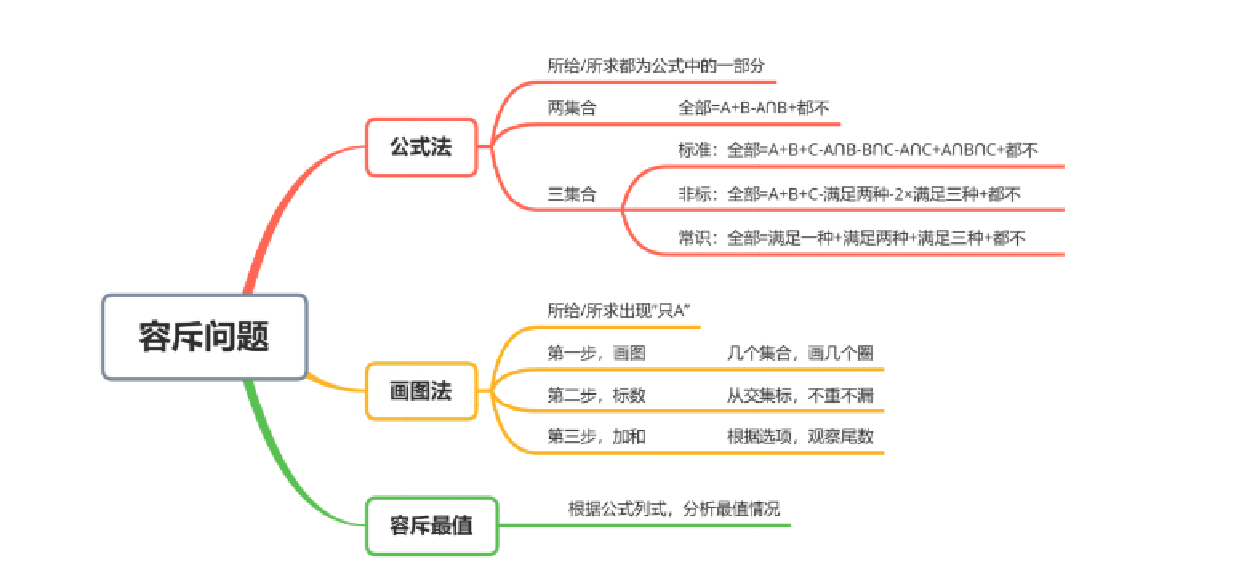 容斥问题
公式法
所给/所求都为公式中的一部分
两集合 全部=A+B-A∩B+都不
三集合
标准：全部=A+B+C-A∩B-B∩C-A∩C+A∩B∩C+都不
非标：全部=A+B+C-满足两种-2×满足三种+都不
常识：全部=满足一种+满足两种+满足三种+都不
画图法
所给/所求出现"只A"
第一步，画图 几个集合，画几个圈
第二步，标数 从交集标，不重不漏
第三步，加和 根据选项，观察尾数
容斥最值
根据公式列式，分析最值情况